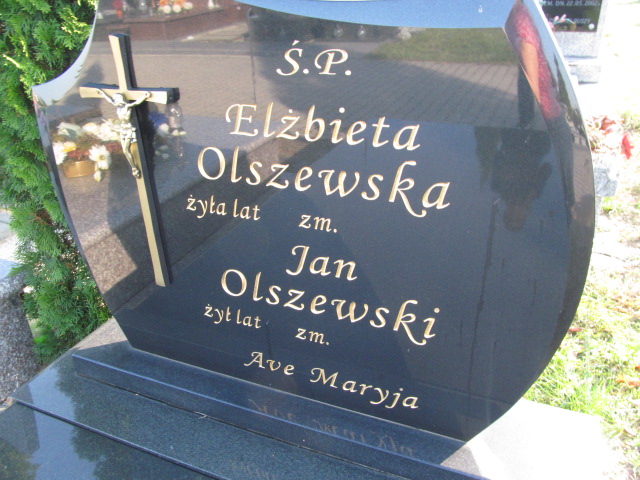 Ś.P.
Elżbieta
Olszewska
żyła lat zm.
Jan
Olszewski
żył lat zm.
Ave Maryja